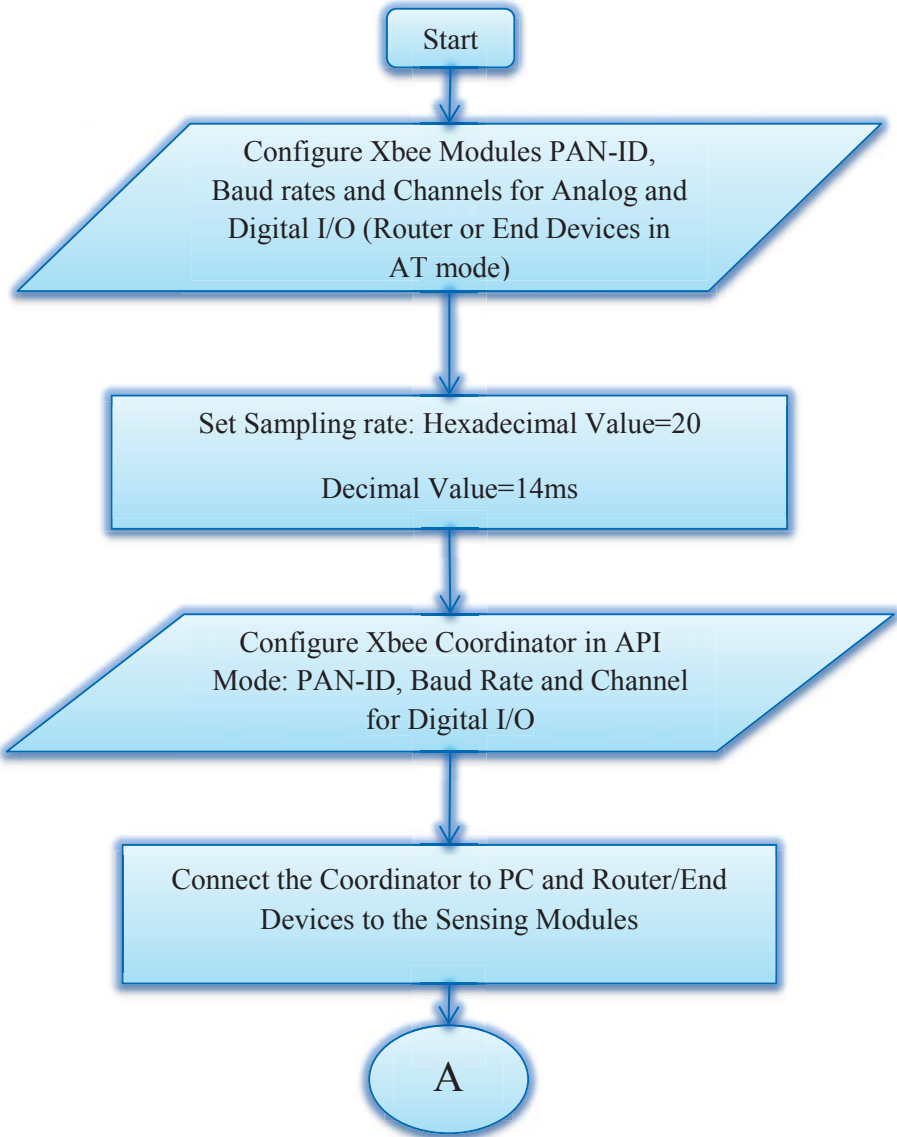 Start
Configure Xbee Modules PAN-ID,
Baud rates and Channels for Analog and
Digital I/O (Router or End Devices in
AT mode)
Set Sampling rate: Hexadecimal Value=20
Decimal Value=14ms
Configure Xbee Coordinator in API
Mode: PAN-ID, Baud Rate and Channel
for Digital I/O
Connect the Coordinator to PC and Router/End
Devices to the Sensing Modules
A